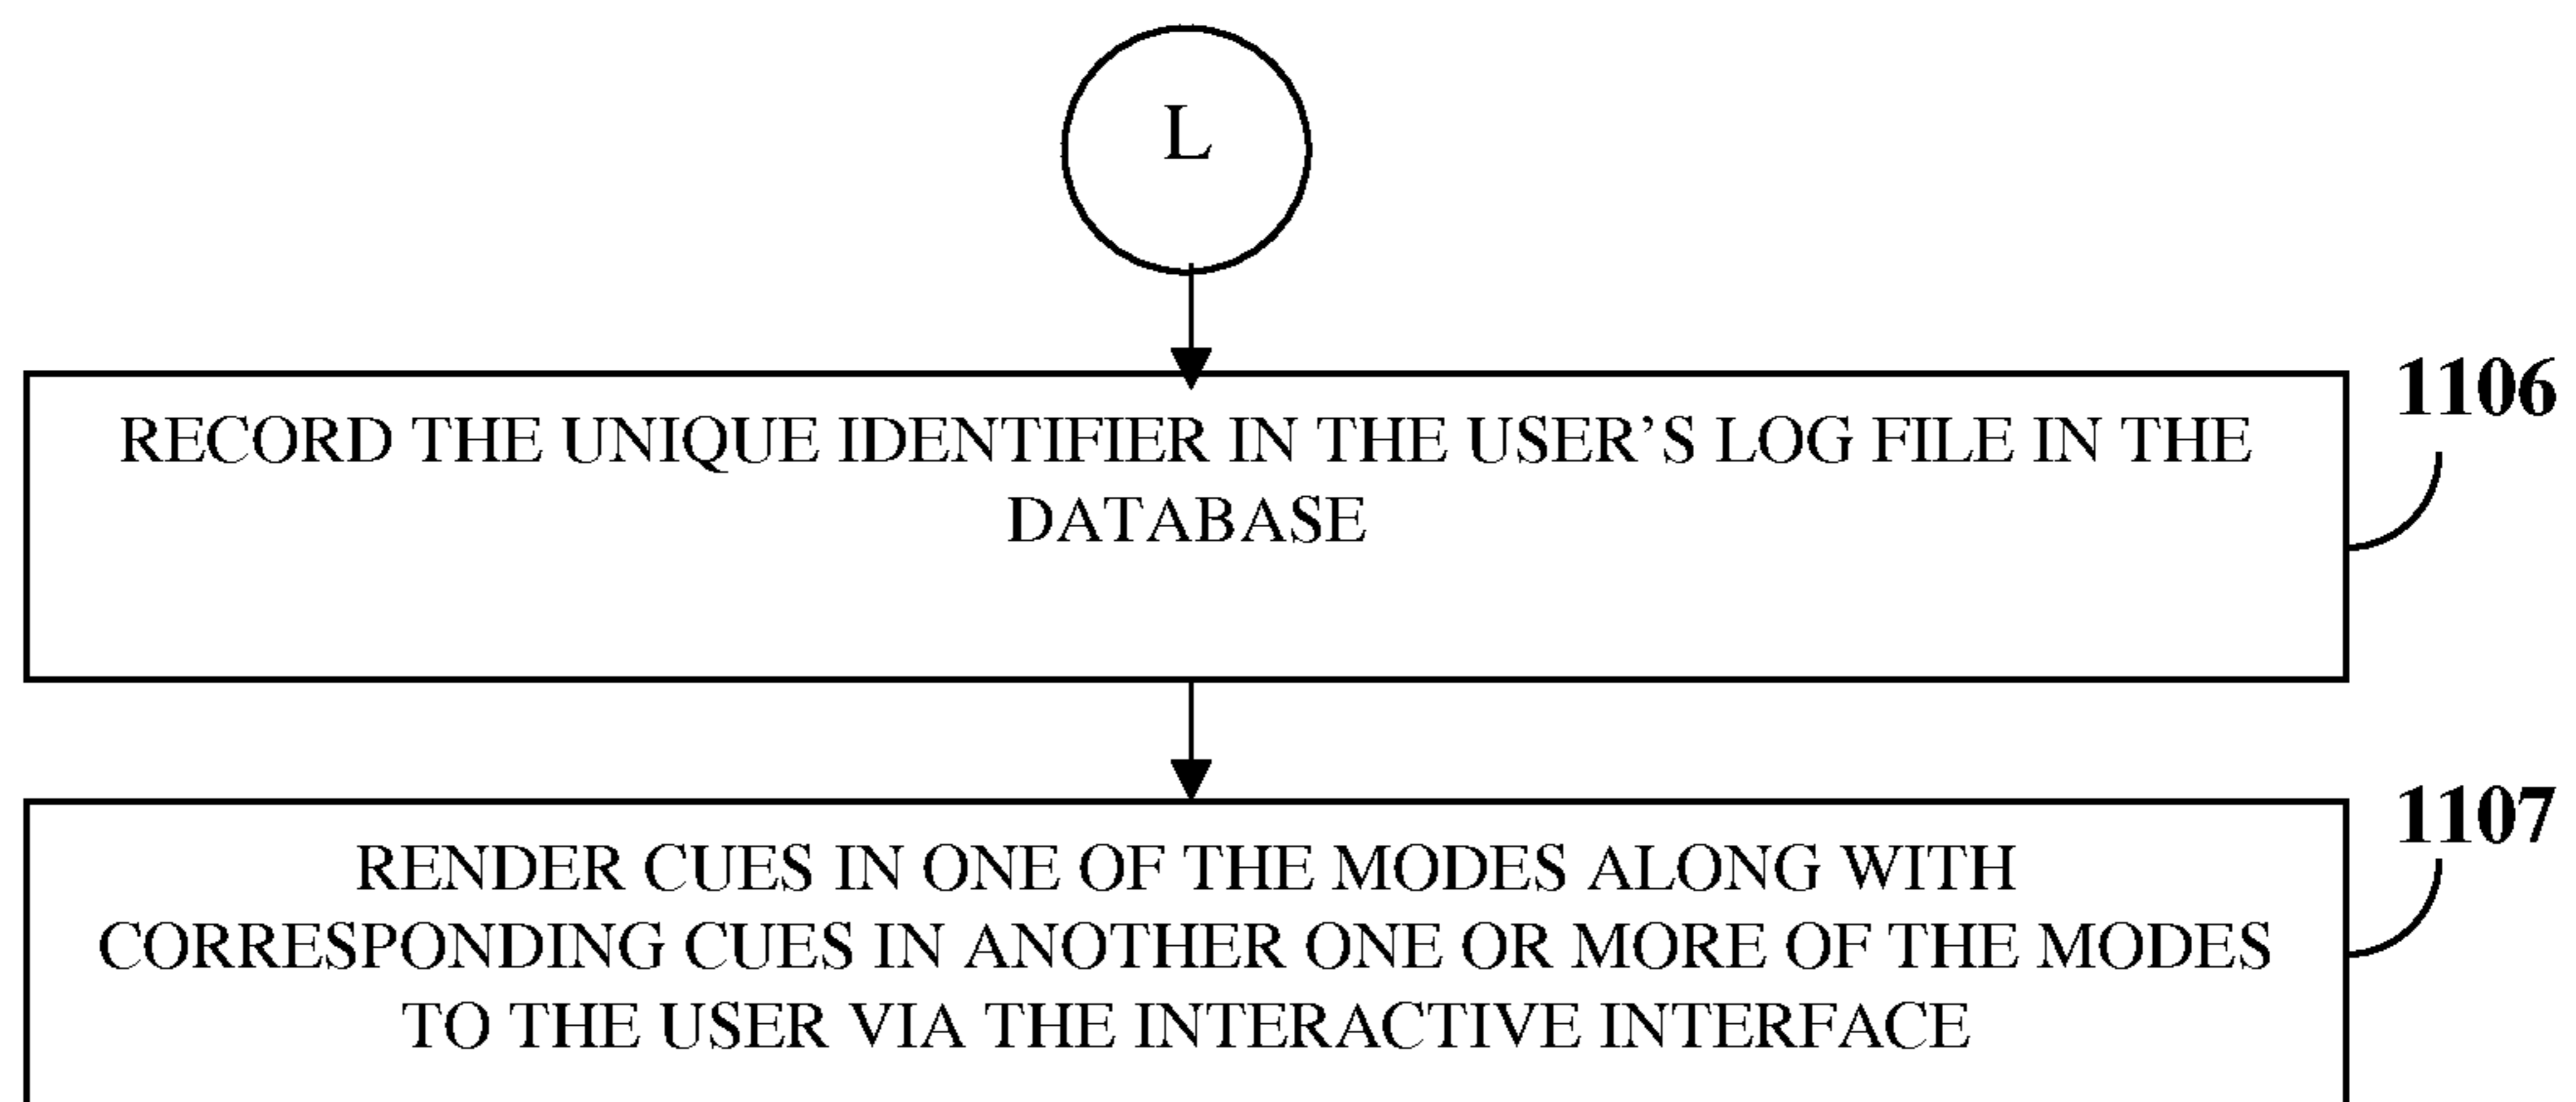 L
1106
RECORD THE UNIQUE IDENTIFIER IN THE USER’S LOG FILE IN THE
DATABASE
1107
RENDER CUES IN ONE OF THE MODES ALONG WITH
CORRESPONDING CUES IN ANOTHER ONE OR MORE OF THE MODES
TO THE USER VIA THE INTERACTIVE INTERFACE